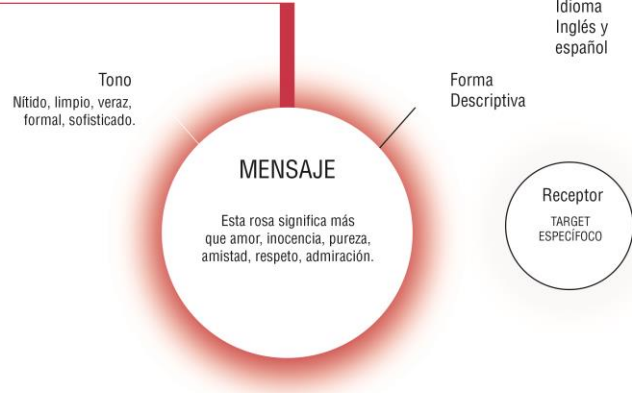 Idioma
Inglés y
español
Tono
Nítido, limpio, veraz,
formal, sofisticado.
Forma
Descriptiva
MENSAJE
Esta rosa significa más
que amor, inocencia, pureza,
amistad, respeto, admiración.
Receptor
TARGET
ESPECÍFOCO